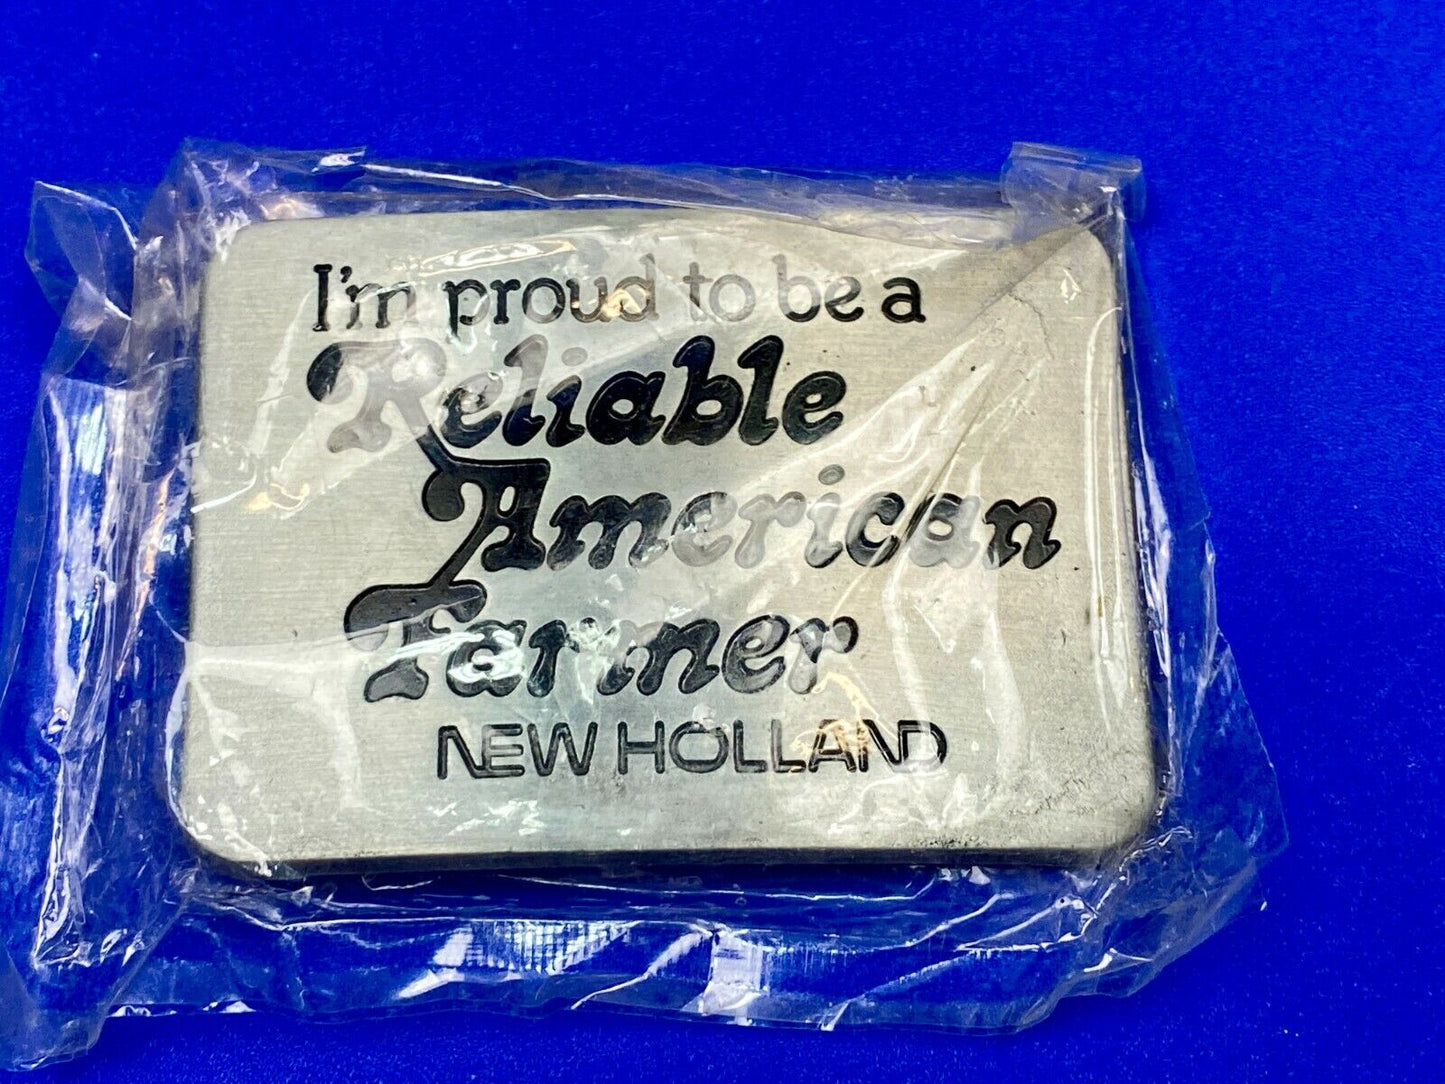 I'm proud to be a
Reliable
American
Farmer
NEW HOLLAND